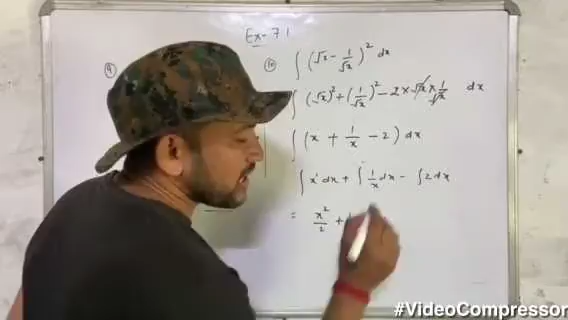 Ex- 7.1
9
10
∫ (√x - 1/√x)² dx
∫ (√x)² + (1/√x)² - 2 × √x × 1/√x dx
∫ (x + 1/x - 2) dx
∫ x¹ dx + ∫ 1/x dx - ∫ 2 dx
= x²/2 +
#VideoCompressor